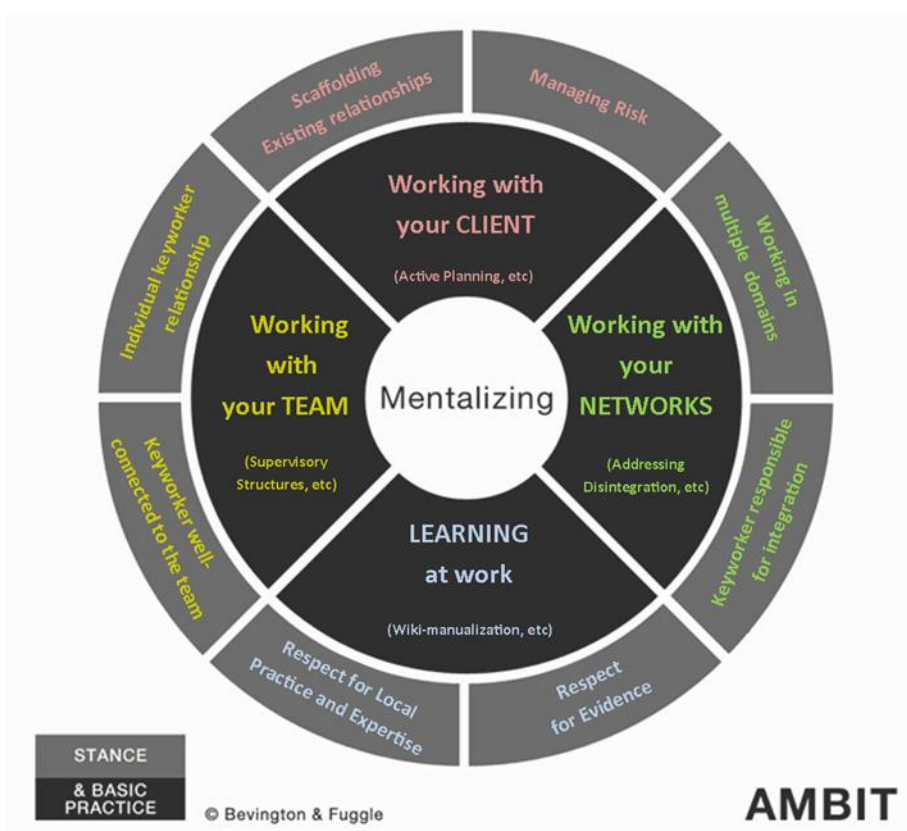 Scaffolding
Existing relationships
Managing Risk
Individual keyworker
relationship
Working with
your CLIENT
(Active Planning, etc)
Working in
multiple domains
Working
with
your TEAM
(Supervisory
Structures, etc)
Mentalizing
Working with
your
NETWORKS
(Addressing
Disintegration, etc)
Keyworker well-
connected to the team
LEARNING
at work
(Wiki-manualization, etc)
Keyworker responsible
for integration
Respect for Local
Practice and Expertise
Respect
for Evidence
STANCE
& BASIC
PRACTICE
© Bevington & Fuggle
AMBIT